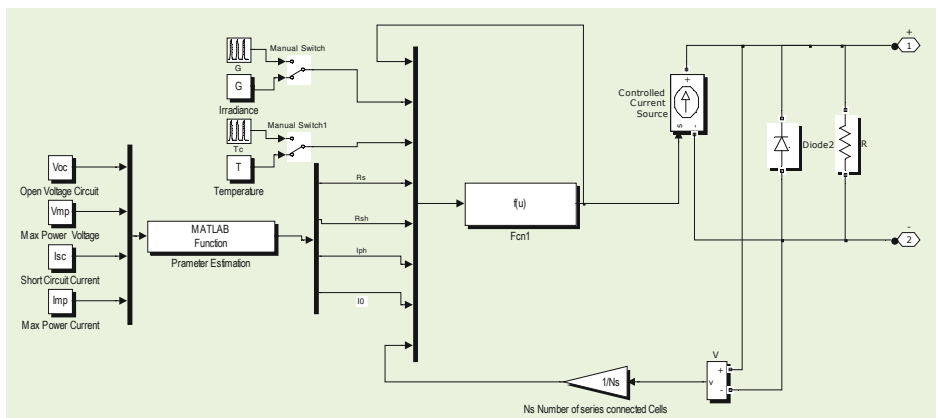 Manual Switch
G
G
Irradiance
Manual Switch1
Tc
T
Temperature
Voc
Open Voltage Circuit
Vmp
Max Power Voltage
Isc
Short Circuit Current
Imp
Max Power Current
MATLAB
Function
Prameter Estimation
Rs
Rsh
Iph
I0
f(u)
Fcn1
Controlled
Current
Source
+
s
-
Diode2
R
+
1
-
2
V
+
v
-
1/Ns
Ns Number of series connected Cells